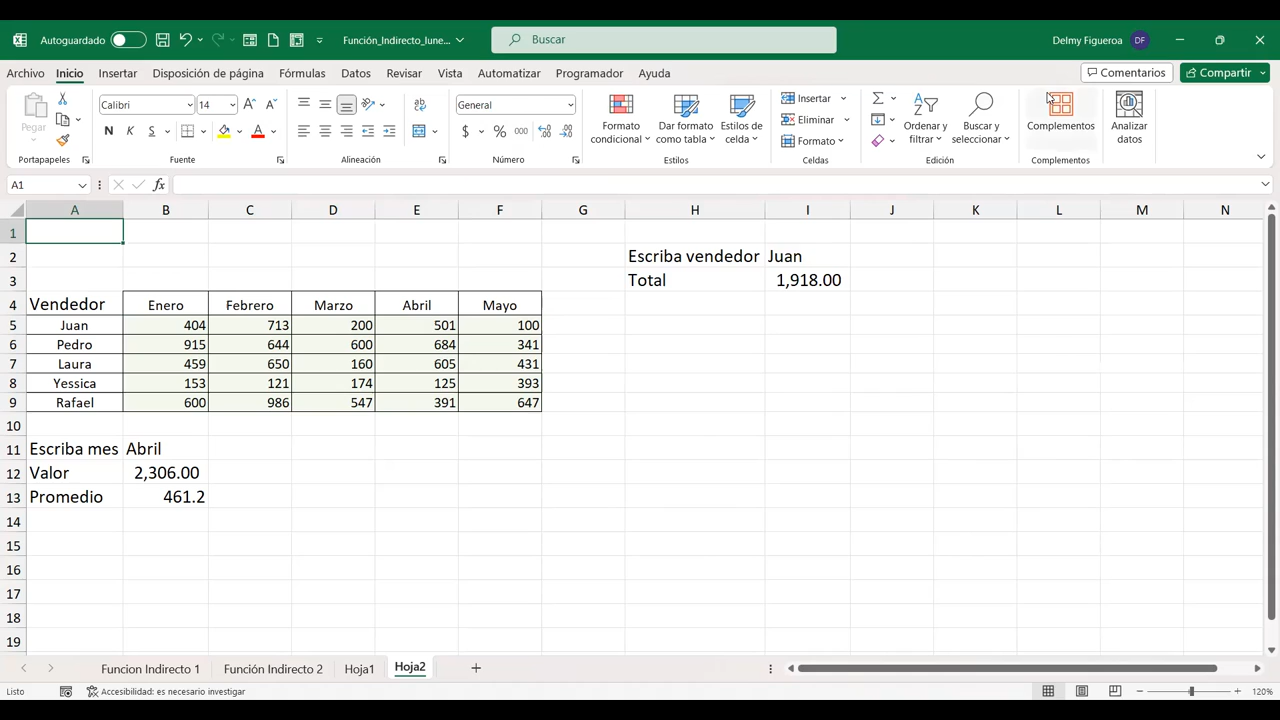 Autoguardado Función_Indirecto_June... Buscar Delmy Figueroa DF
Archivo Inicio Insertar Disposición de página Fórmulas Datos Revisar Vista Automatizar Programador Ayuda Comentarios Compartir
Pegar
Portapapeles
Calibri 14
N K S
Fuente
Alineación
General
$ % 000
Número
Formato condicional
Dar formato como tabla
Estilos de celda
Estilos
Insertar
Eliminar
Formato
Celdas
Ordenar y filtrar
Buscar y seleccionar
Edición
Complementos
Complementos
Analizar datos
A1 fx
A B C D E F G H I J K L M N
1
2 Escriba vendedor Juan
3 Total 1,918.00
4 Vendedor Enero Febrero Marzo Abril Mayo
5 Juan 404 713 200 501 100
6 Pedro 915 644 600 684 341
7 Laura 459 650 160 605 431
8 Yessica 153 121 174 125 393
9 Rafael 600 986 547 391 647
10
11 Escriba mes Abril
12 Valor 2,306.00
13 Promedio 461.2
14
15
16
17
18
19
Funcion Indirecto 1 Función Indirecto 2 Hoja1 Hoja2
Listo Accesibilidad: es necesario investigar 120%